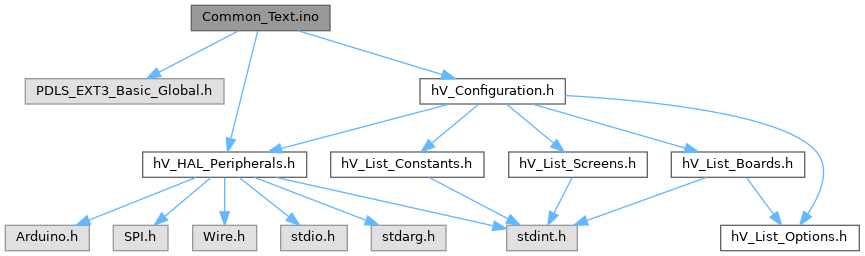 Common_Text.ino
PDLS_EXT3_Basic_Global.h
hV_Configuration.h
hV_HAL_Peripherals.h
hV_List_Constants.h
hV_List_Screens.h
hV_List_Boards.h
Arduino.h
SPI.h
Wire.h
stdio.h
stdarg.h
stdint.h
hV_List_Options.h